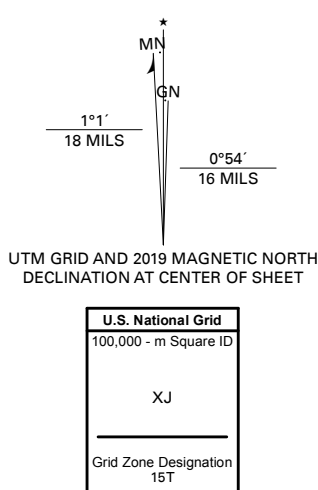 ★
MN
GN
1°1´
18 MILS
0°54´
16 MILS
UTM GRID AND 2019 MAGNETIC NORTH
DECLINATION AT CENTER OF SHEET
U.S. National Grid
100,000 - m Square ID
XJ
Grid Zone Designation
15T